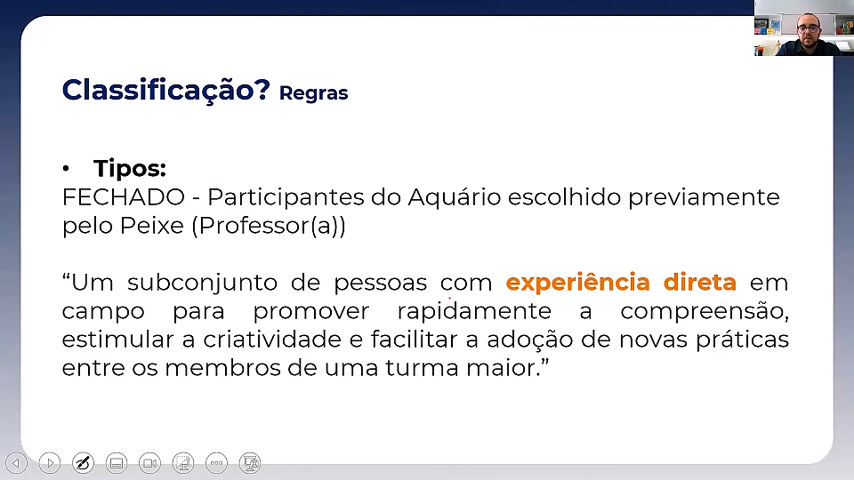 Classificação? Regras
• Tipos:
FECHADO - Participantes do Aquário escolhido previamente
pelo Peixe (Professor(a))
“Um subconjunto de pessoas com experiência direta em
campo para promover rapidamente a compreensão,
estimular a criatividade e facilitar a adoção de novas práticas
entre os membros de uma turma maior.”